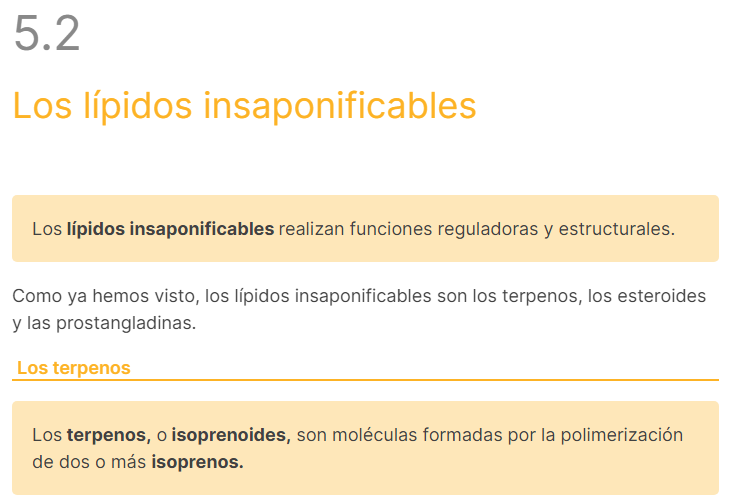 5.2
Los lípidos insaponificables
Los lípidos insaponificables realizan funciones reguladoras y estructurales.
Como ya hemos visto, los lípidos insaponificables son los terpenos, los esteroides
y las prostangladinas.
Los terpenos
Los terpenos, o isoprenoides, son moléculas formadas por la polimerización
de dos o más isoprenos.